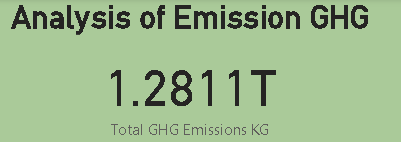 Analysis of Emission GHG
1.2811T
Total GHG Emissions KG